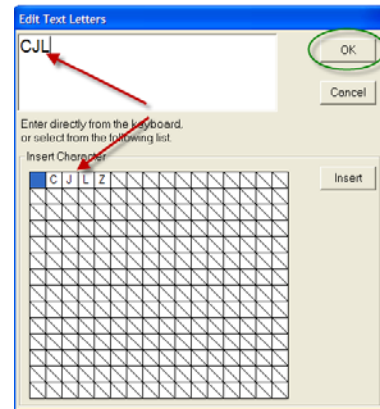 Edit Text Letters
CJL
OK
Cancel
Enter directly from the keyboard.
or select from the following list.
Insert Character
C J L Z
Insert